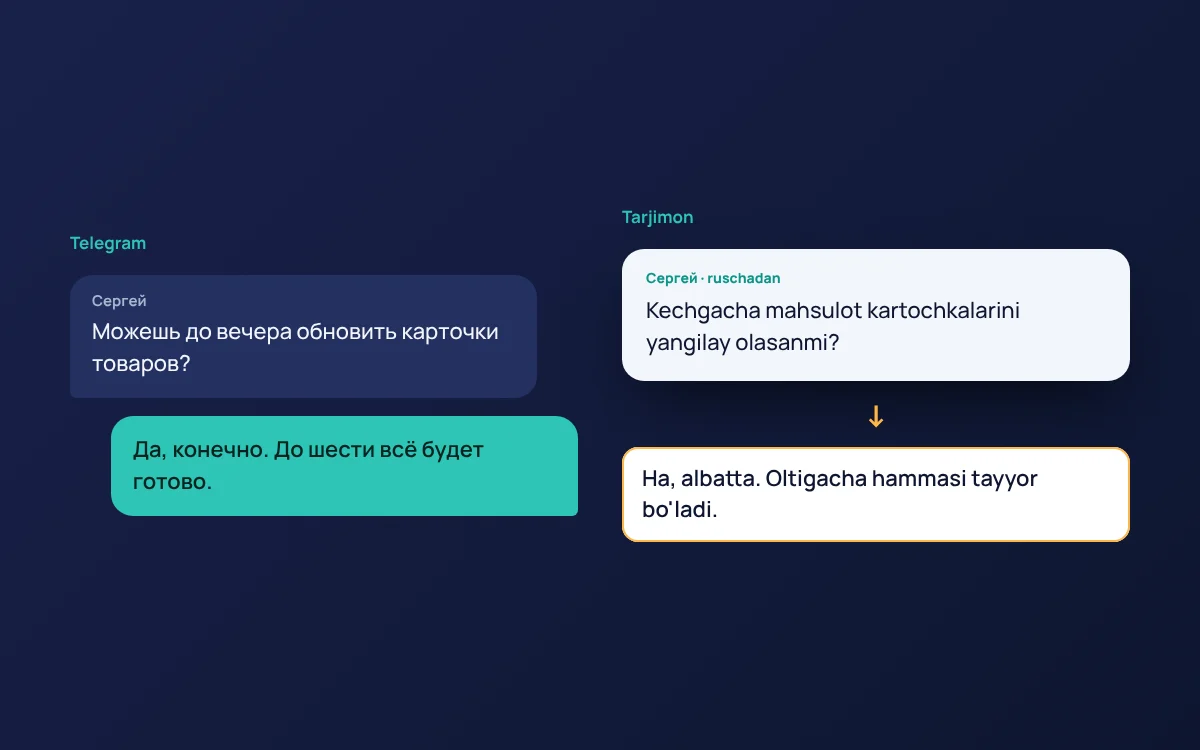 Telegram
Сергей
Можешь до вечера обновить карточки
товаров?
Да, конечно. До шести всё будет
готово.
Tarjimon
Сергей · ruschadan
Kechgacha mahsulot kartochkalarini
yangilay olasanmi?
↓
Ha, albatta. Oltigacha hammasi tayyor
bo'ladi.